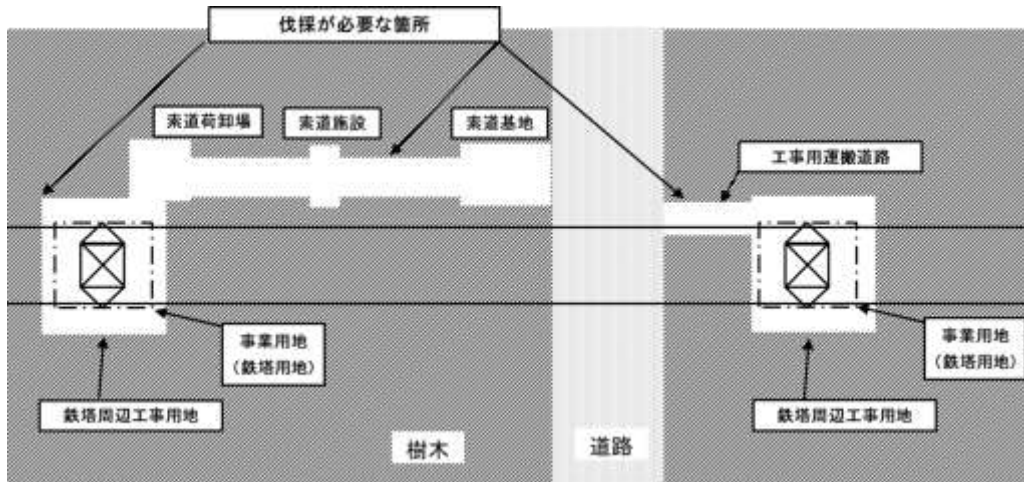 伐採が必要な箇所
索道荷卸場
索道施設
索道基地
工事用運搬道路
事業用地
（鉄塔用地）
事業用地
（鉄塔用地）
鉄塔周辺工事用地
鉄塔周辺工事用地
樹木
道路